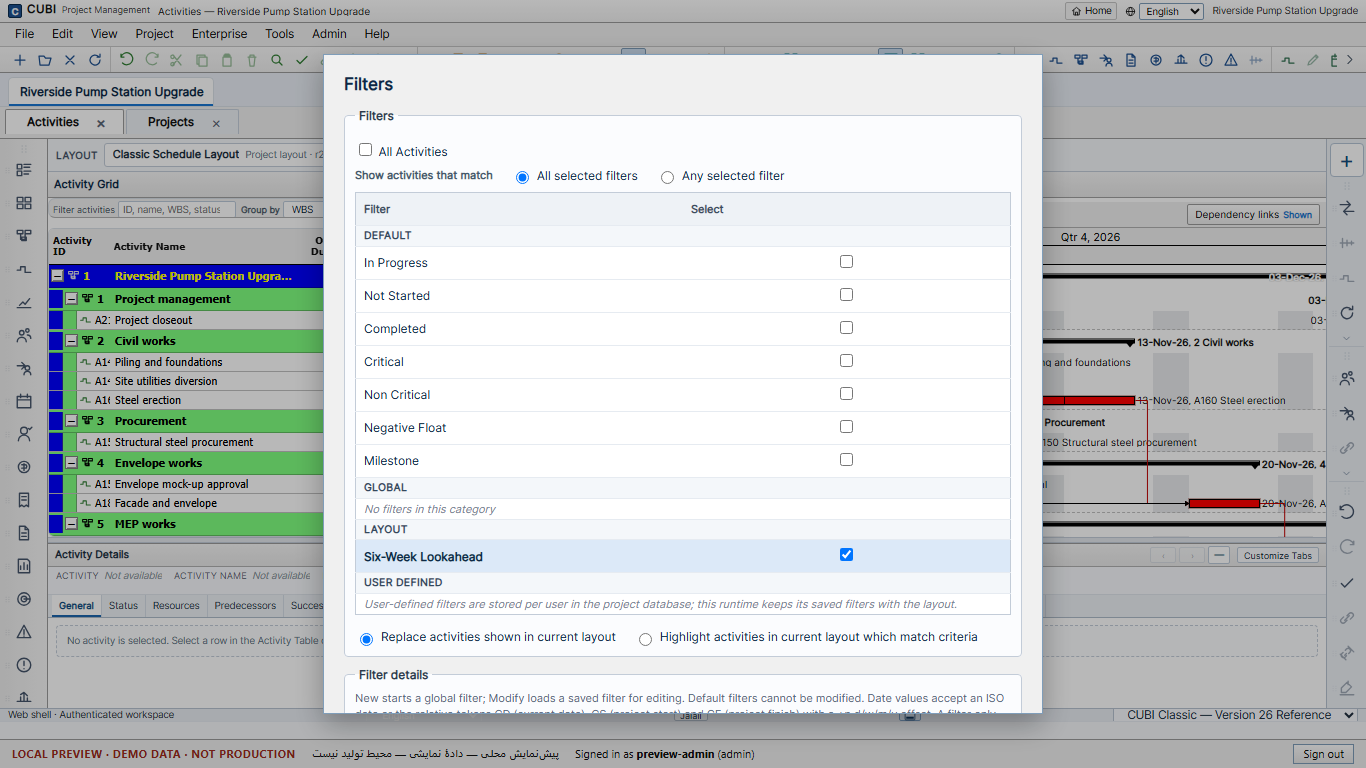 CUBI Project Management Activities — Riverside Pump Station Upgrade Home English Riverside Pump Station Upgrade
File Edit View Project Enterprise Tools Admin Help
Riverside Pump Station Upgrade
Activities Projects
LAYOUT Classic Schedule Layout Project layout · r2
Activity Grid
Filter activities ID, name, WBS, status Group by WBS
Dependency links Shown
Activity ID Activity Name
Qtr 4, 2026
1 Riverside Pump Station Upgra...
03-Dec-26
1 Project management
03-
Project closeout
03-
2 Civil works
13-Nov-26, 2 Civil works
Piling and foundations
ng and foundations
Site utilities diversion
Steel erection
13-Nov-26, A160 Steel erection
3 Procurement
Procurement
Structural steel procurement
150 Structural steel procurement
4 Envelope works
20-Nov-26, 4
Envelope mock-up approval
Facade and envelope
20-Nov-26, A
5 MEP works
Activity Details
Customize Tabs
ACTIVITY Not available ACTIVITY NAME Not available
General Status Resources Predecessors Succes
No activity is selected. Select a row in the Activity Table
Filters
Filters
All Activities
Show activities that match All selected filters Any selected filter
Filter Select
DEFAULT
In Progress
Not Started
Completed
Critical
Non Critical
Negative Float
Milestone
GLOBAL
No filters in this category
LAYOUT
Six-Week Lookahead
USER DEFINED
User-defined filters are stored per user in the project database; this runtime keeps its saved filters with the layout.
Replace activities shown in current layout Highlight activities in current layout which match criteria
Filter details
New starts a global filter; Modify loads a saved filter for editing. Default filters cannot be modified. Date values accept an ISO
Web shell · Authenticated workspace
Jalali
CUBI Classic — Version 26 Reference
LOCAL PREVIEW · DEMO DATA · NOT PRODUCTION پیش‌نمایش محلی — دادهٔ نمایشی — محیط تولید نیست Signed in as preview-admin (admin) Sign out